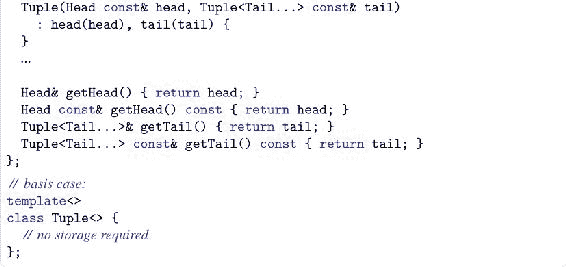 Tuple(Head const& head, Tuple<Tail...> const& tail)
: head(head), tail(tail) {
}
...
Head& getHead() { return head; }
Head const& getHead() const { return head; }
Tuple<Tail...>& getTail() { return tail; }
Tuple<Tail...> const& getTail() const { return tail; }
};
// basis case:
template<>
class Tuple<> {
// no storage required
};